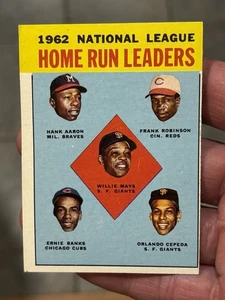 1962 NATIONAL LEAGUE
HOME RUN LEADERS
HANK AARON
MIL. BRAVES
FRANK ROBINSON
CIN. REDS
WILLIE MAYS
S. F. GIANTS
ERNIE BANKS
CHICAGO CUBS
ORLANDO CEPEDA
S. F. GIANTS